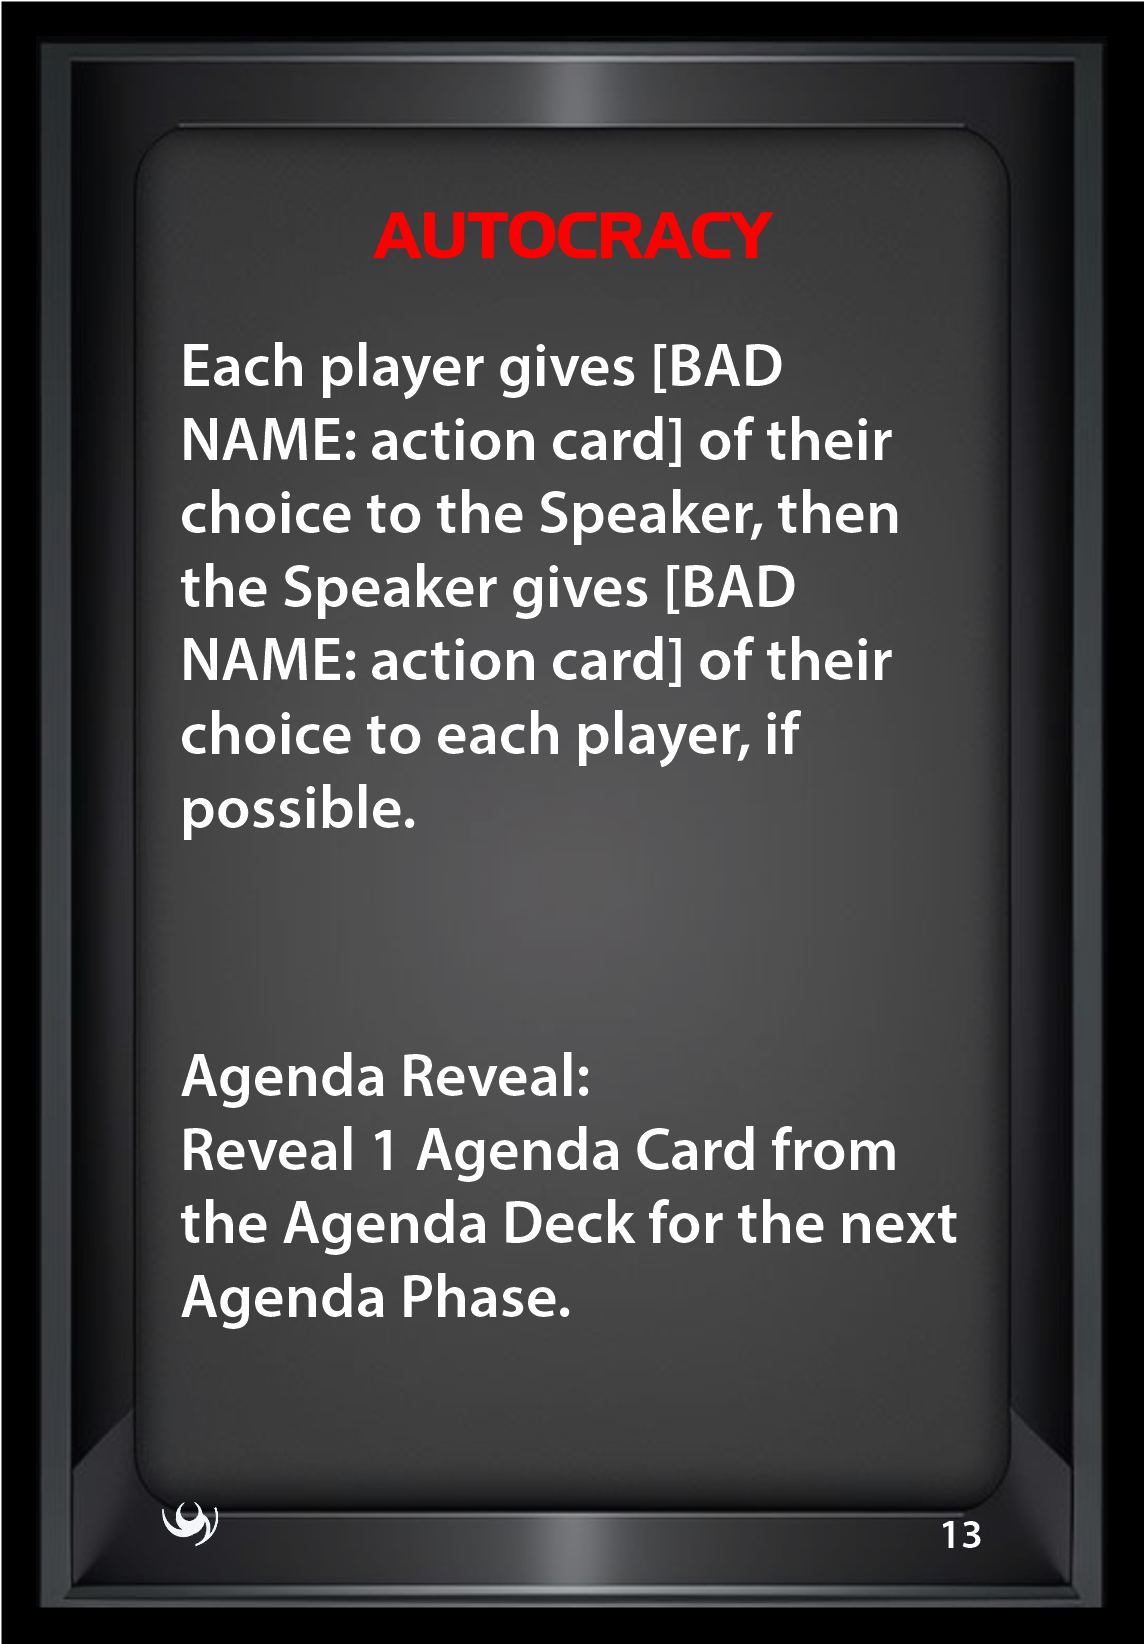 AUTOCRACY
Each player gives [BAD
NAME: action card] of their
choice to the Speaker, then
the Speaker gives [BAD
NAME: action card] of their
choice to each player, if
possible.
Agenda Reveal:
Reveal 1 Agenda Card from
the Agenda Deck for the next
Agenda Phase.
13